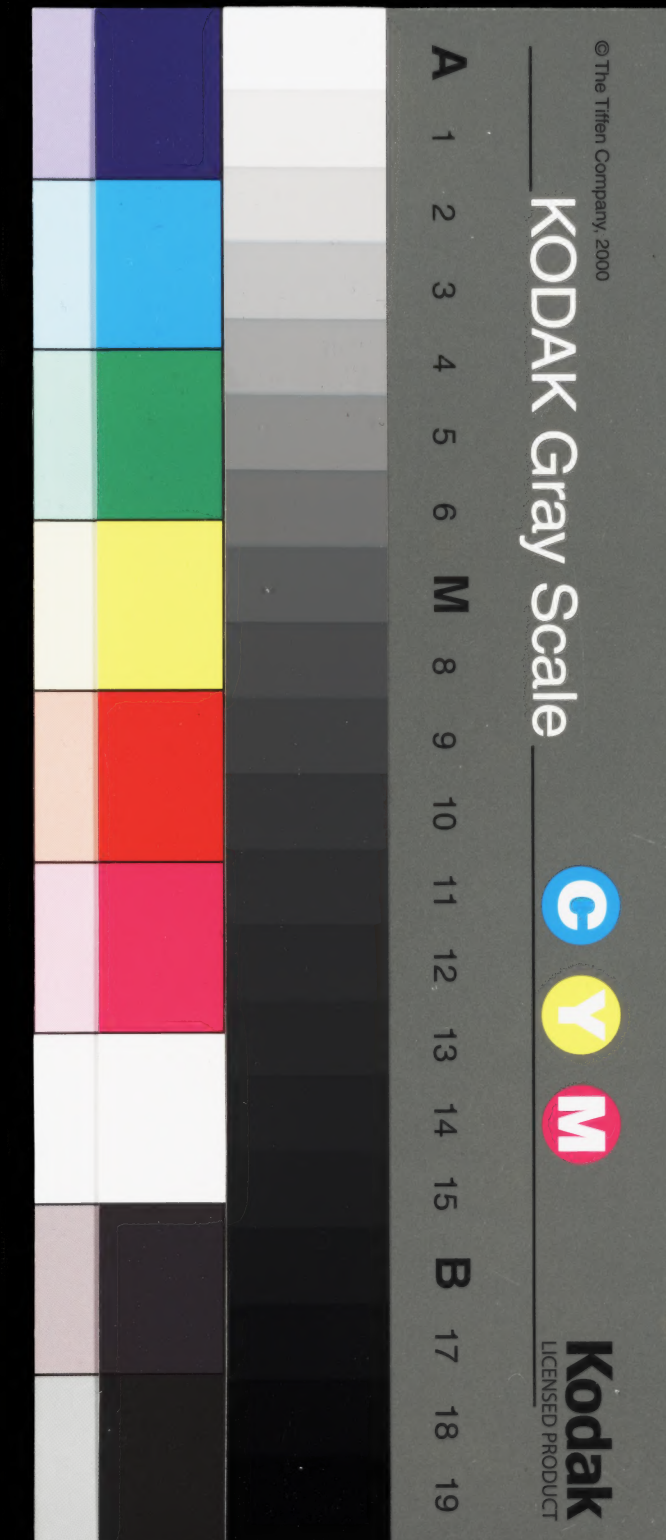 © The Tiffen Company, 2000
KODAK Gray Scale
C Y M
Kodak
LICENSED PRODUCT
A 1 2 3 4 5 6 M 8 9 10 11 12 13 14 15 B 17 18 19